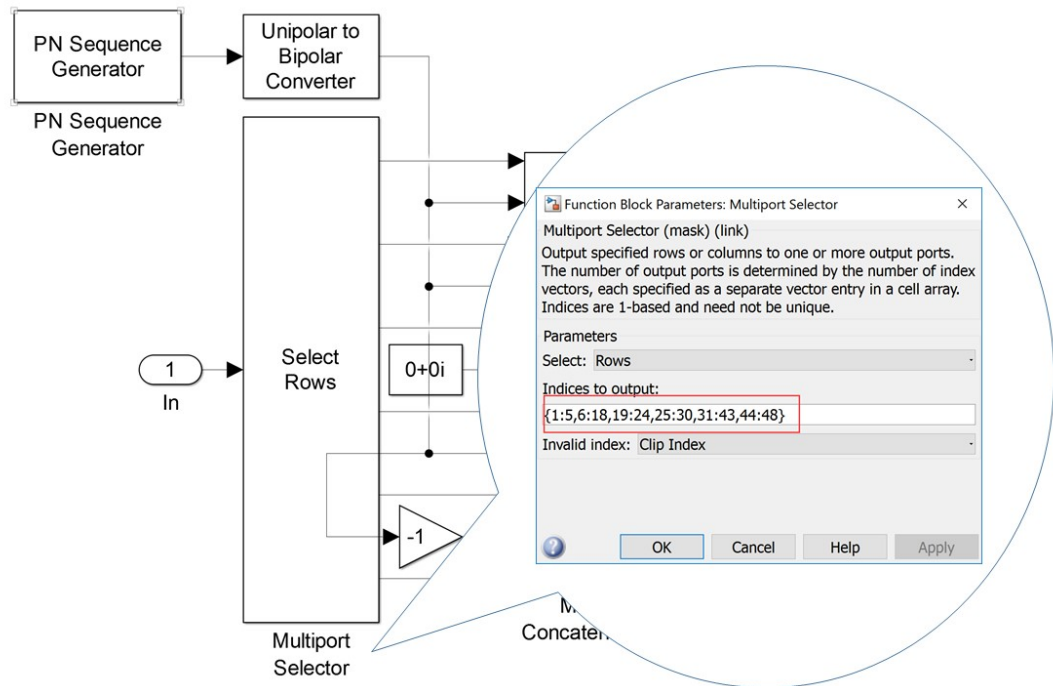 PN Sequence
Generator
PN Sequence
Generator
Unipolar to
Bipolar
Converter
1
In
Select
Rows
Multiport
Selector
0+0i
-1
Concaten
Function Block Parameters: Multiport Selector
Multiport Selector (mask) (link)
Output specified rows or columns to one or more output ports.
The number of output ports is determined by the number of index
vectors, each specified as a separate vector entry in a cell array.
Indices are 1-based and need not be unique.
Parameters
Select: Rows
Indices to output:
{1:5,6:18,19:24,25:30,31:43,44:48}
Invalid index: Clip Index
OK Cancel Help Apply